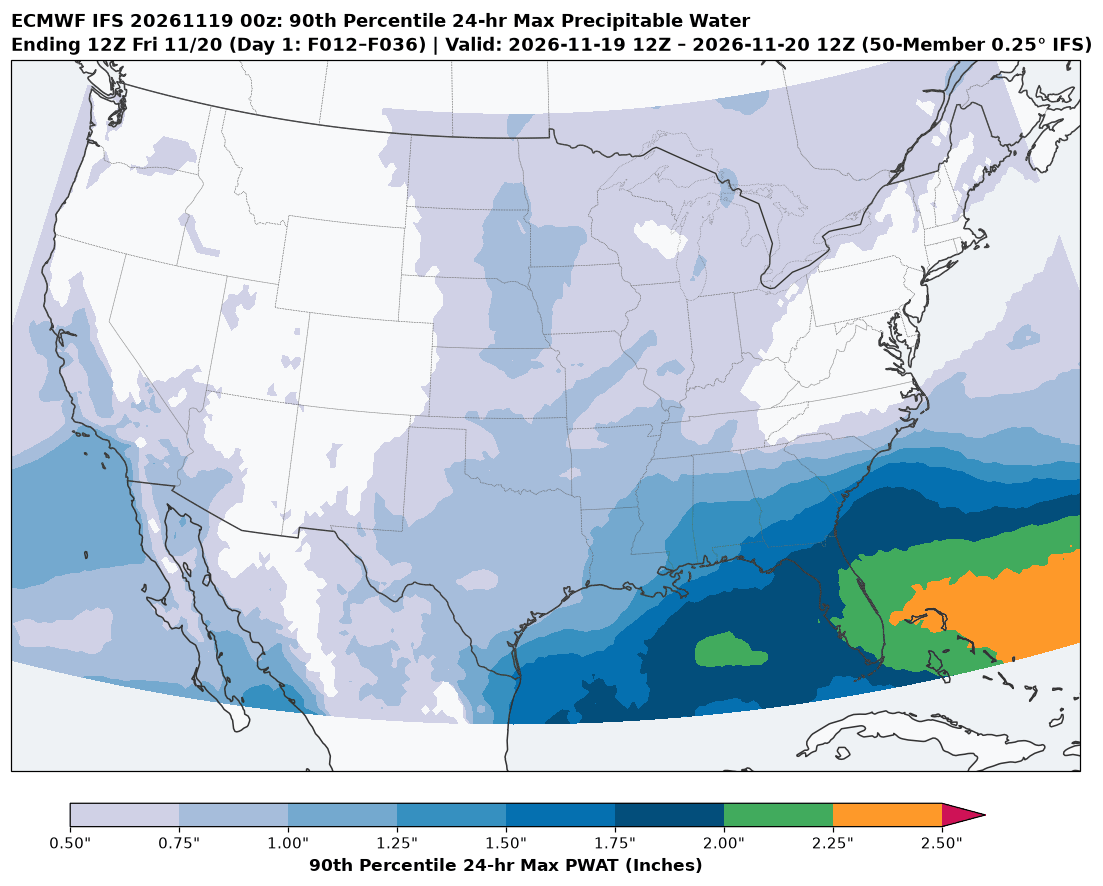 ECMWF IFS 20261119 00z: 90th Percentile 24-hr Max Precipitable Water
Ending 12Z Fri 11/20 (Day 1: F012–F036) | Valid: 2026-11-19 12Z – 2026-11-20 12Z (50-Member 0.25° IFS)
0.50" 0.75" 1.00" 1.25" 1.50" 1.75" 2.00" 2.25" 2.50"
90th Percentile 24-hr Max PWAT (Inches)